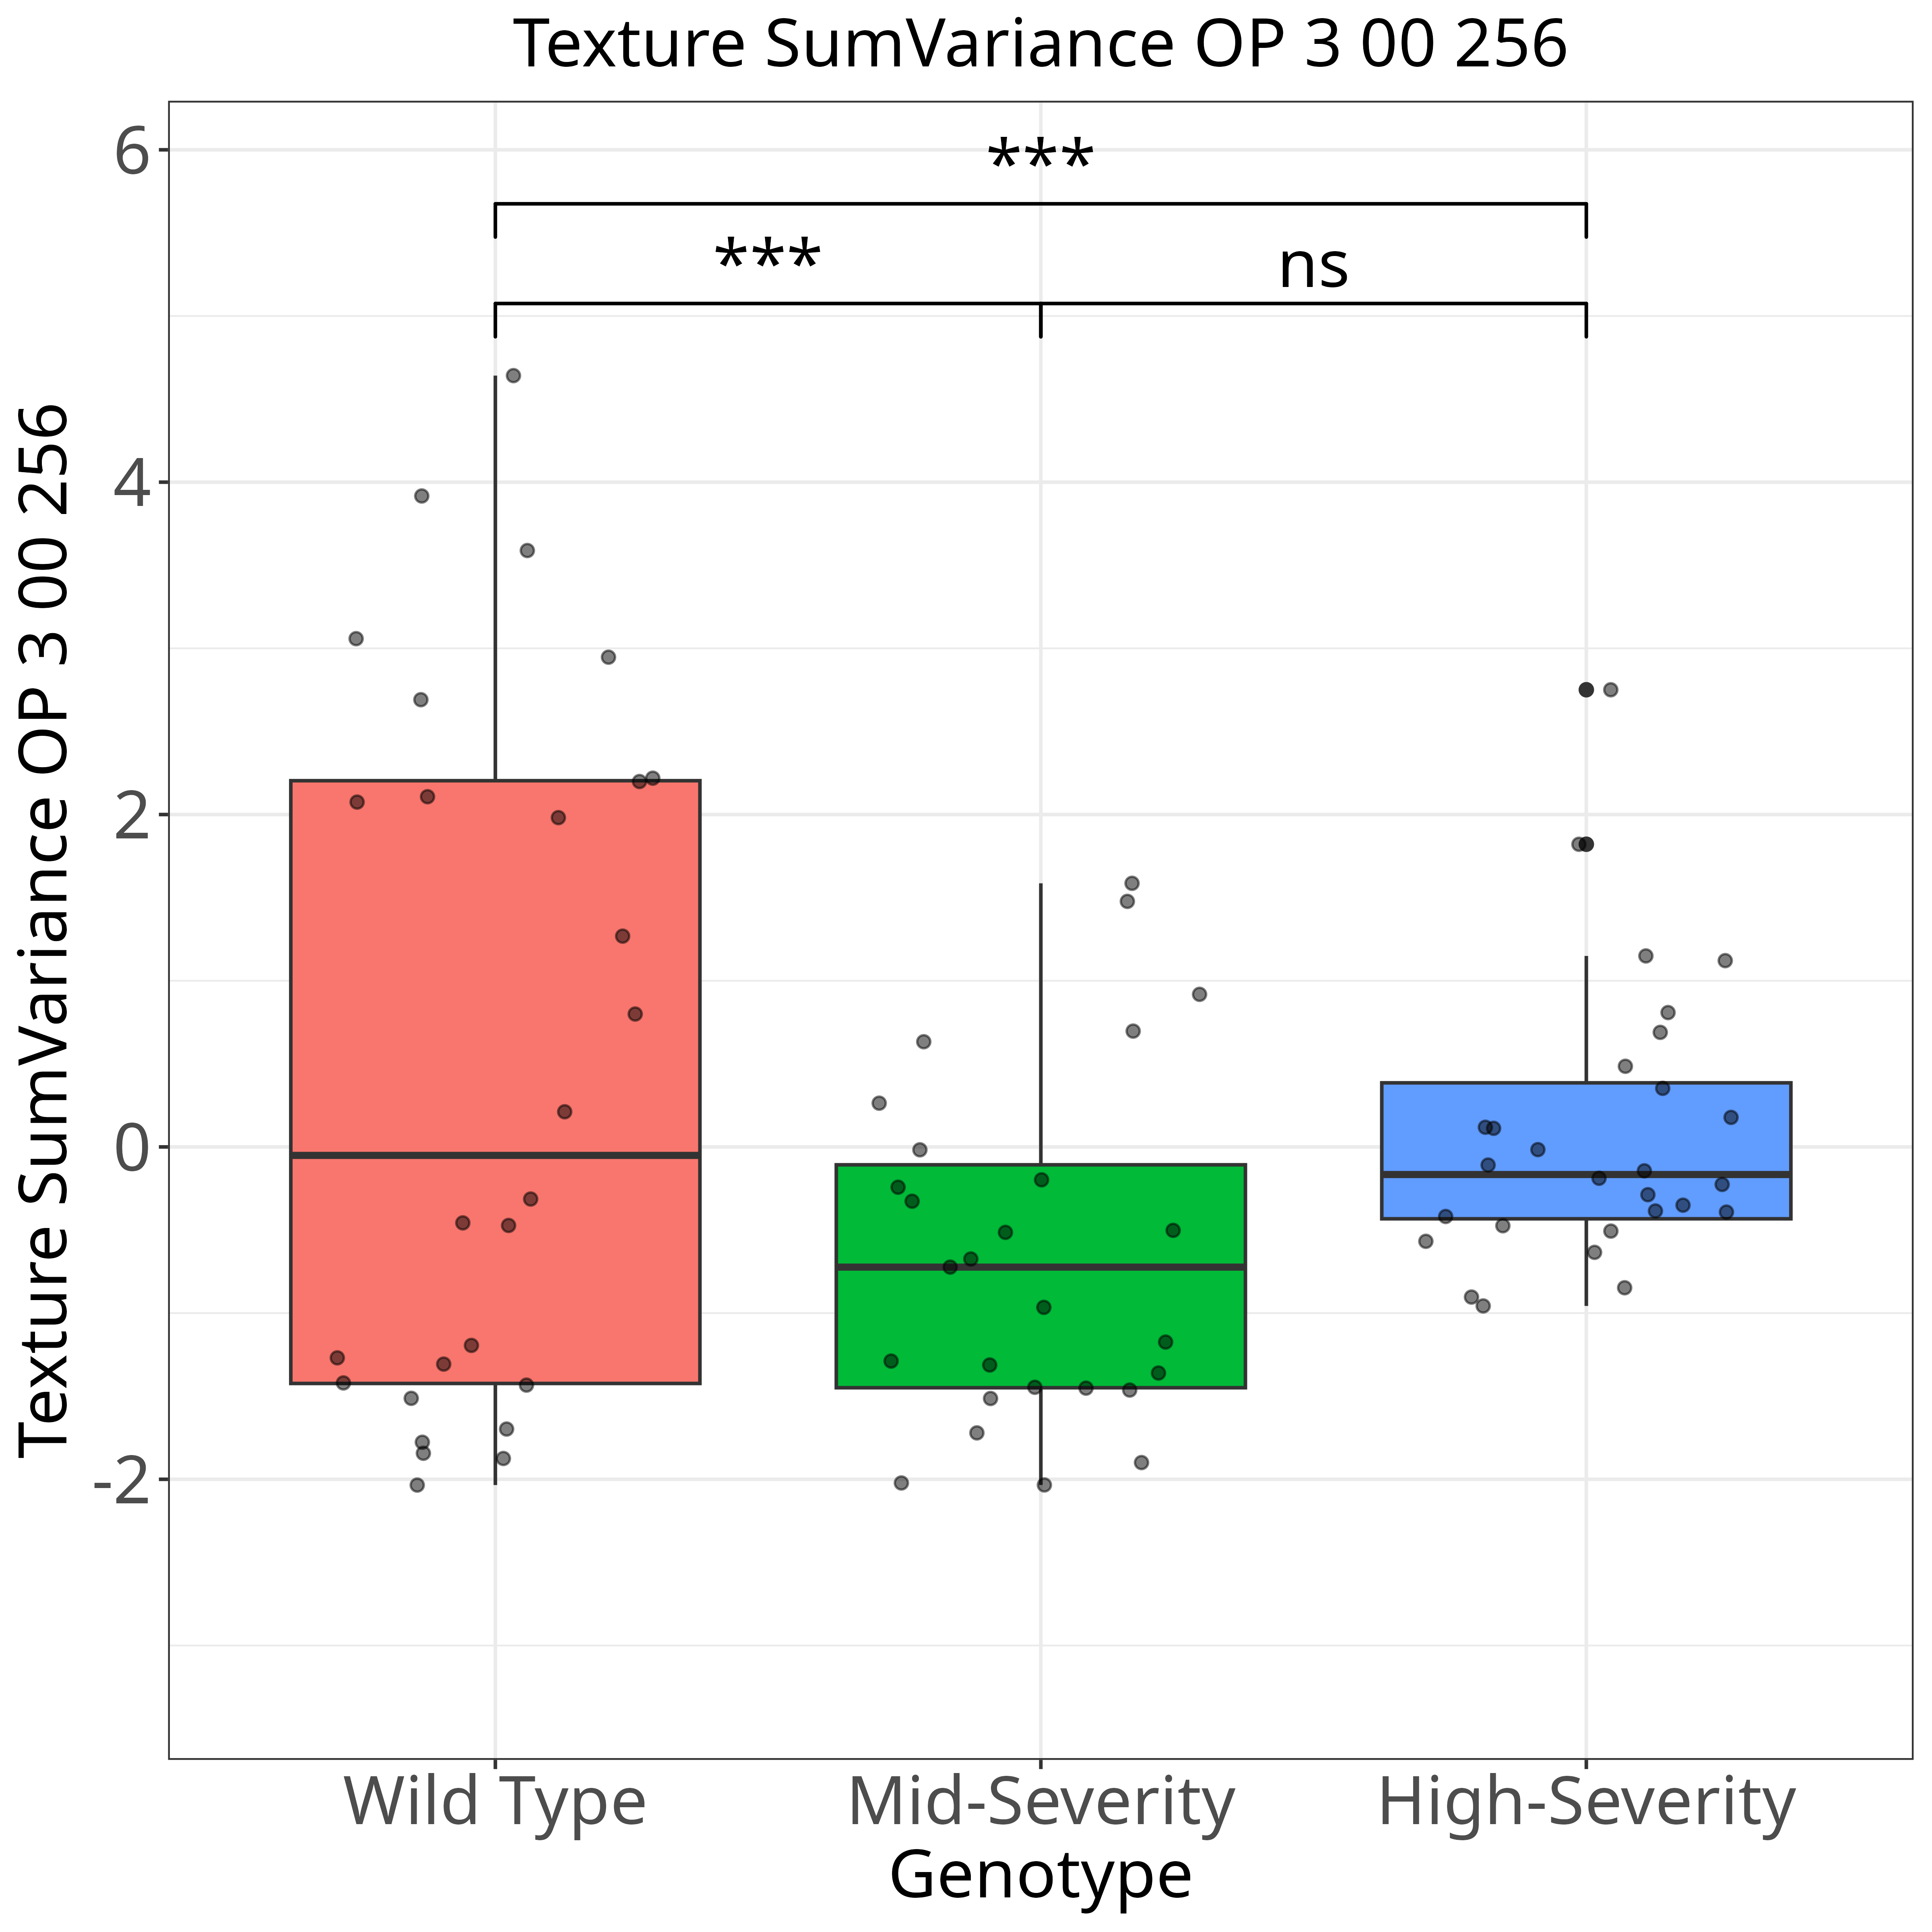 Texture SumVariance OP 3 00 256
Texture SumVariance OP 3 00 256
6
4
2
0
-2
***
***
ns
Wild Type
Mid-Severity
High-Severity
Genotype